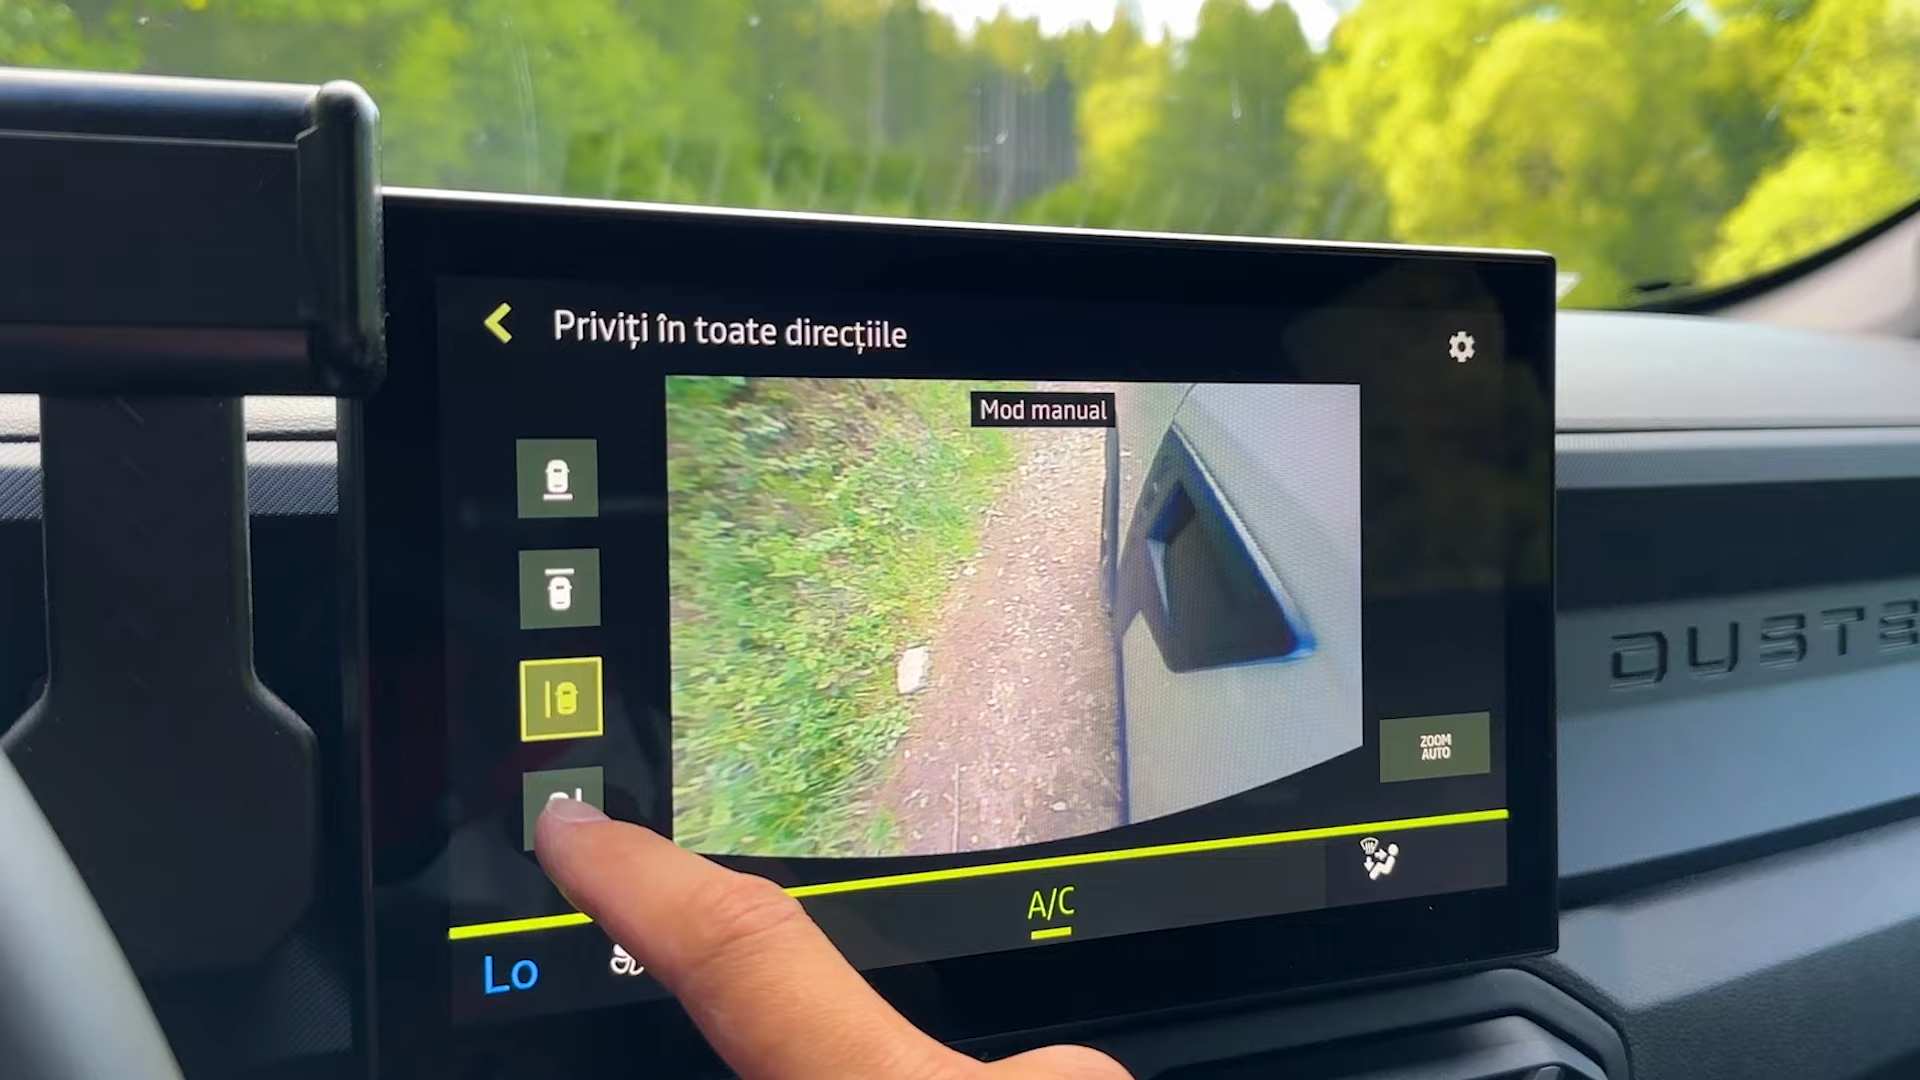 Priviți în toate direcțiile
Mod manual
DUSTE
ZOOM
AUTO
A/C
Lo